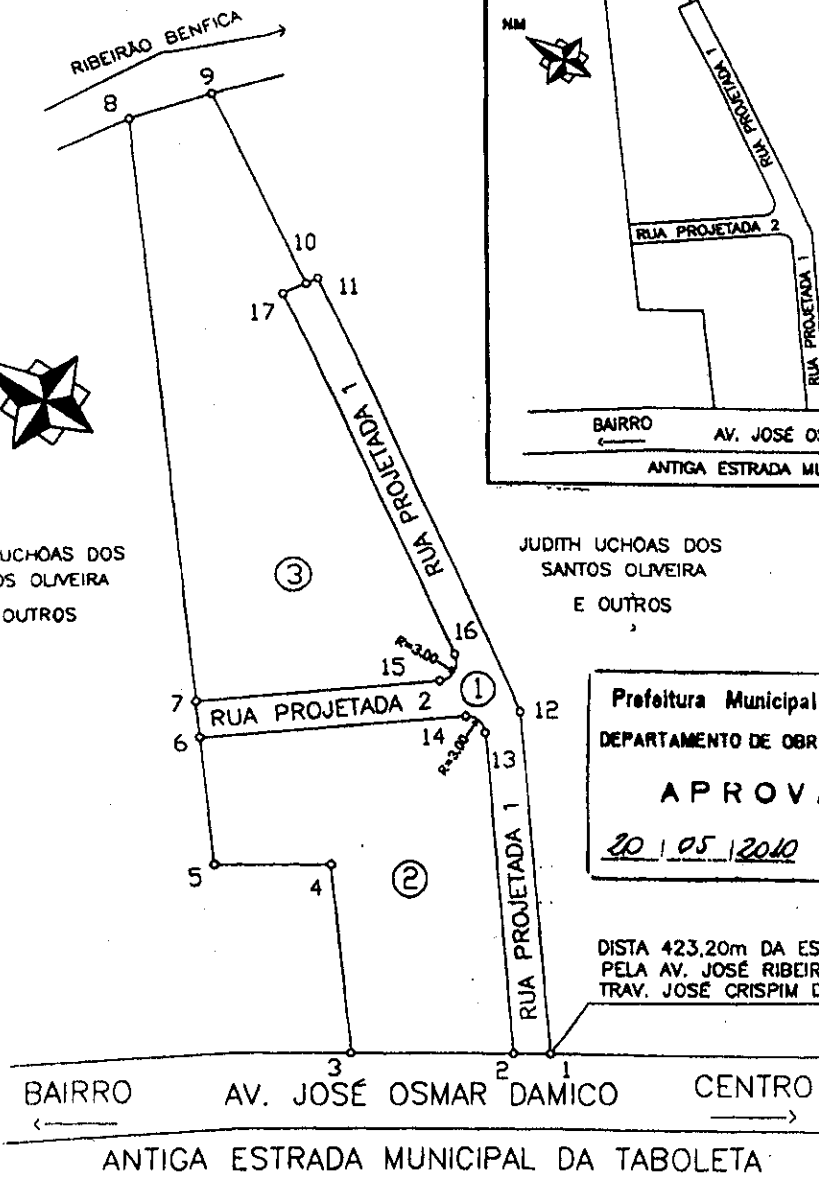 RIBEIRÃO BENFICA
8
9
10
11
17
RUA PROJETADA 1
3
UCHOAS DOS
OS OLIVEIRA
OUTROS
JUDITH UCHOAS DOS
SANTOS OLIVEIRA
E OUTROS
16
R=3.00
15
1
7
RUA PROJETADA 2
12
6
14
R=3.00
13
5
4
2
RUA PROJETADA 1
3
2
1
BAIRRO
AV. JOSÉ OSMAR DAMICO
CENTRO
ANTIGA ESTRADA MUNICIPAL DA TABOLETA
NM
RUA PROJETADA 1
RUA PROJETADA 2
RUA PROJETADA 1
BAIRRO
AV. JOSÉ OS
ANTIGA ESTRADA MU
Prefeitura Municipal
DEPARTAMENTO DE OBR
APROVA
20 / 05 / 2010
DISTA 423,20m DA ES
PELA AV. JOSÉ RIBEIR
TRAV. JOSÉ CRISPIM D